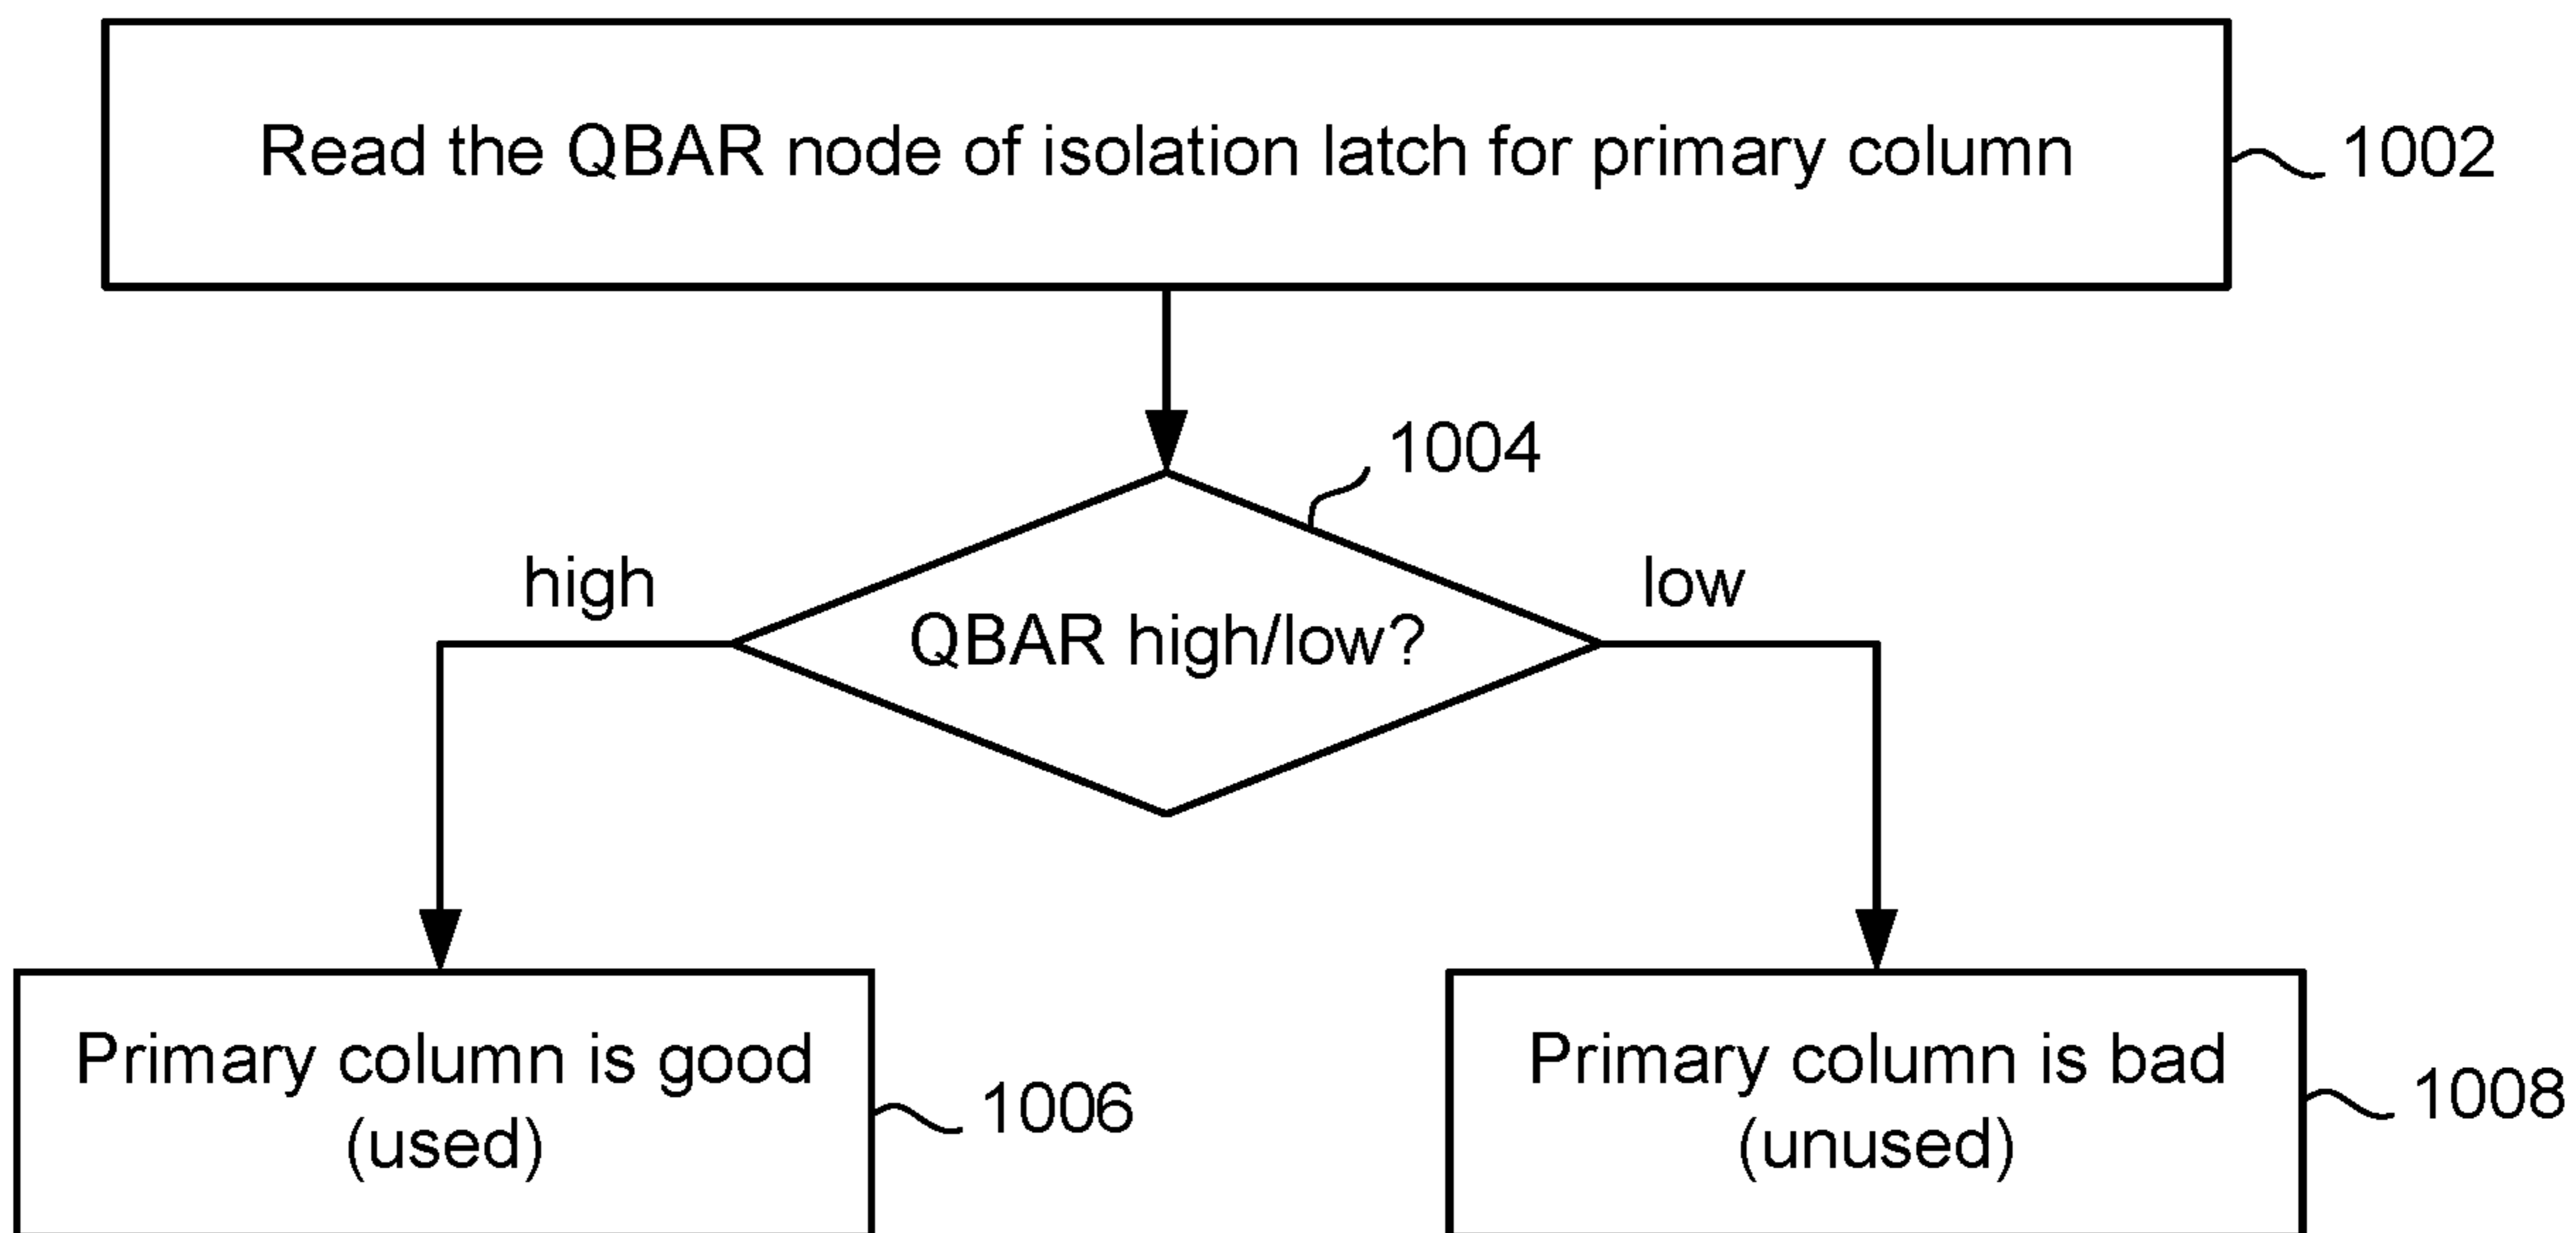 Read the QBAR node of isolation latch for primary column
1002
1004
high
low
QBAR high/low?
Primary column is good
(used)
1006
Primary column is bad
(unused)
1008